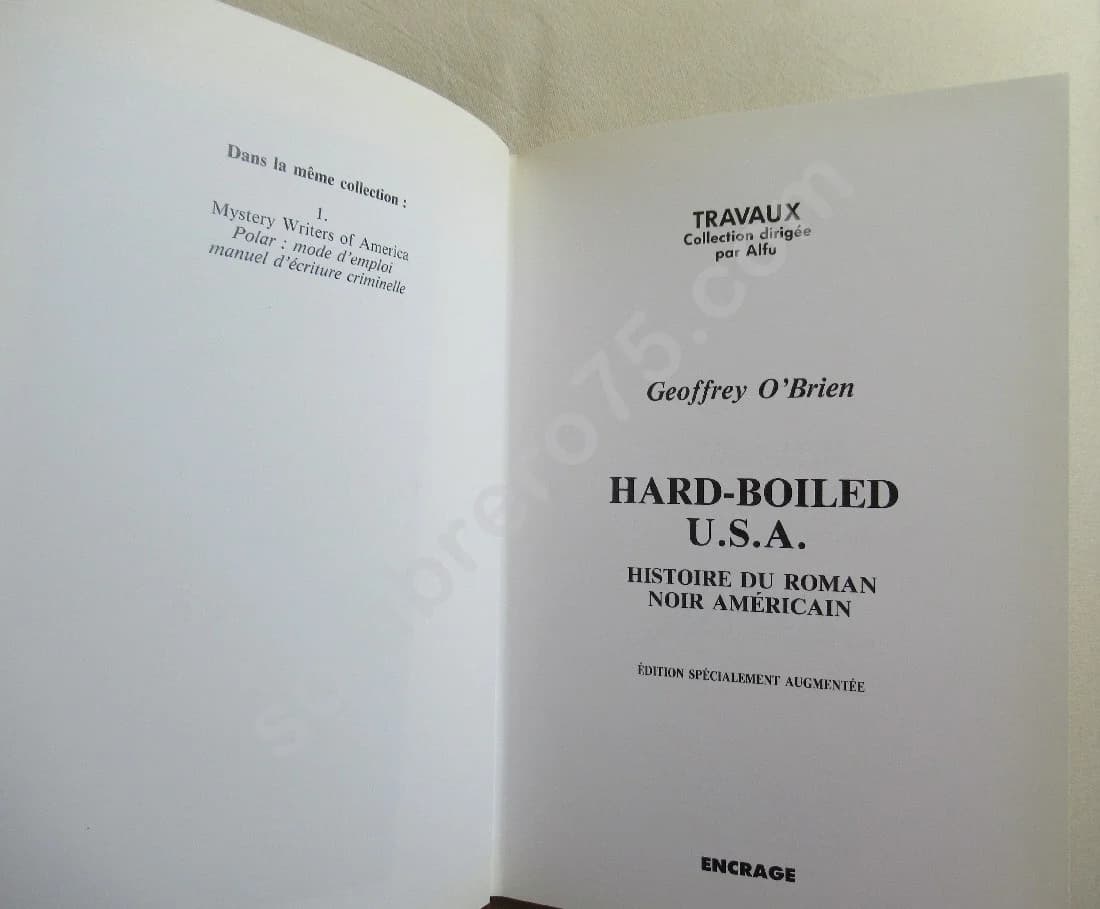 Dans la même collection :
1.
Mystery Writers of America
Polar : mode d'emploi
manuel d'écriture criminelle
TRAVAUX
Collection dirigée
par Alfu
Geoffrey O'Brien
HARD-BOILED
U.S.A.
HISTOIRE DU ROMAN
NOIR AMÉRICAIN
ÉDITION SPÉCIALEMENT AUGMENTÉE
ENCRAGE